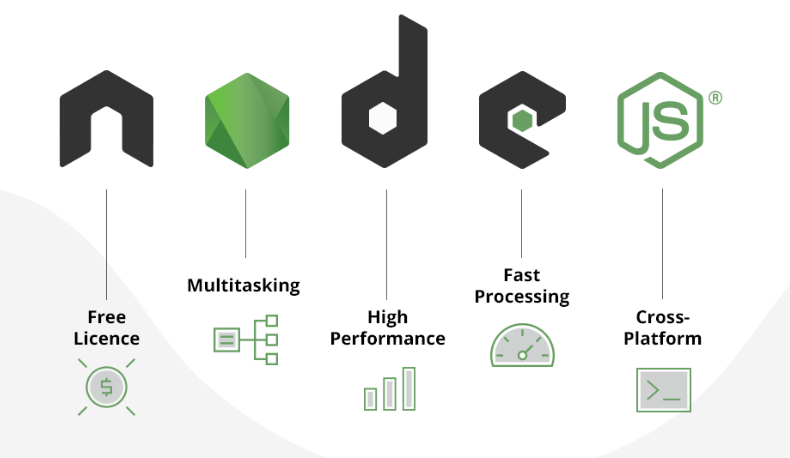 node JS ®
Multitasking
Fast
Processing
Free
Licence
High
Performance
Cross-
Platform
$
>_